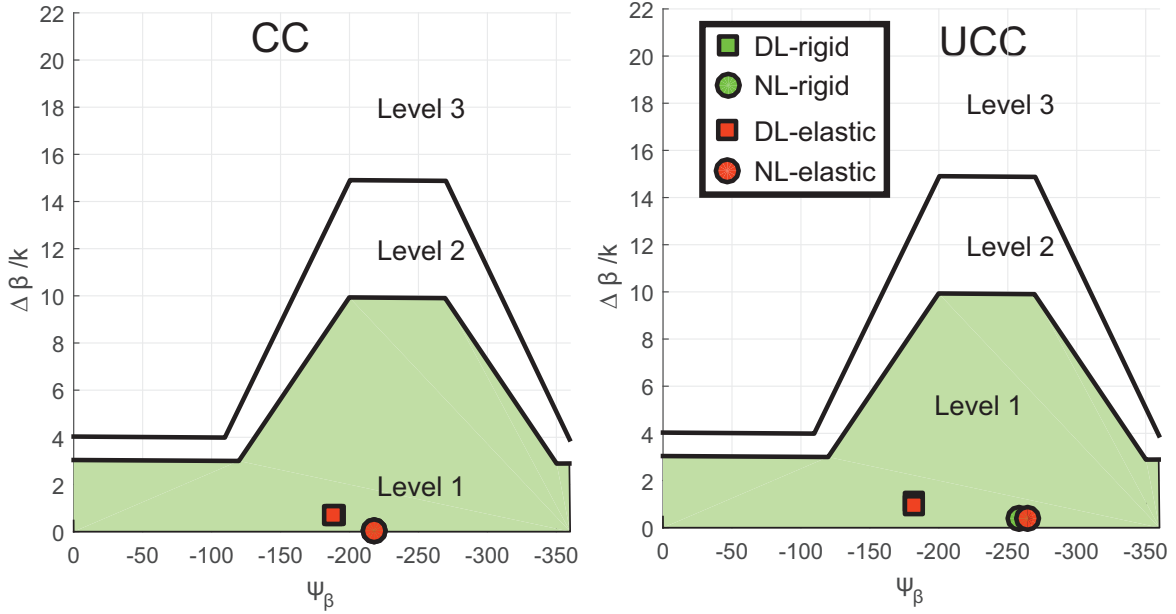 CC
22
20
18
16
14
12
10
8
6
4
2
0
Δ β /k
Level 3
Level 2
Level 1
0 -50 -100 -150 -200 -250 -300 -350
Ψβ
UCC
DL-rigid
NL-rigid
DL-elastic
NL-elastic
22
20
18
16
14
12
10
8
6
4
2
0
Δ β /k
Level 3
Level 2
Level 1
0 -50 -100 -150 -200 -250 -300 -350
Ψβ